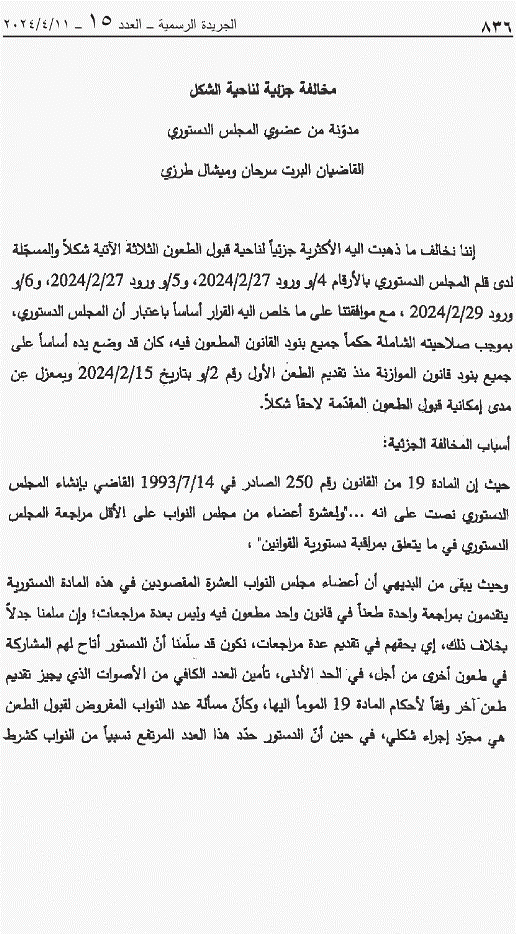 ٨٣٦
الجريدة الرسمية ــ العدد ١٥ ــ ٢٠٢٤/٤/١١
مخالفة جزئية لناحية الشكل
مدوّنة من عضوي المجلس الدستوري
القاضيان البرت سرحان وميشال طرزي
إننا نخالف ما ذهبت اليه الأكثرية جزئياً لناحية قبول الطعون الثلاثة الآتية شكلاً والمسجّلة
لدى قلم المجلس الدستوري بالأرقام 4/و ورود 2024/2/27، و5/و ورود 2024/2/27، و6/و
ورود 2024/2/29 ، مع موافقتنا على ما خلص اليه القرار أساساً باعتبار أن المجلس الدستوري،
بموجب صلاحيته الشاملة حكماً جميع بنود القانون المطعون فيه، كان قد وضع يده أساساً على
جميع بنود قانون الموازنة منذ تقديم الطعن الأول رقم 2/و بتاريخ 2024/2/15 وبمعزل عن
مدى إمكانية قبول الطعون المقدّمة لاحقاً شكلاً.
أسباب المخالفة الجزئية:
حيث إن المادة 19 من القانون رقم 250 الصادر في 1993/7/14 القاضي بإنشاء المجلس
الدستوري نصت على انه ..."ولعشرة أعضاء من مجلس النواب على الأقل مراجعة المجلس
الدستوري في ما يتعلق بمراقبة دستورية القوانين" ،
وحيث يبقى من البديهي أن أعضاء مجلس النواب العشرة المقصودين في هذه المادة الدستورية
يتقدمون بمراجعة واحدة طعناً في قانون واحد مطعون فيه وليس بعدة مراجعات؛ وإن سلمنا جدلاً
بخلاف ذلك، إي بحقهم في تقديم عدة مراجعات، نكون قد سلّمنا أنّ الدستور أتاح لهم المشاركة
في طعون أخرى من أجل، في الحد الأدنى، تأمين العدد الكافي من الأصوات الذي يجيز تقديم
طعن آخر وفقاً لأحكام المادة 19 المومأ اليها، وكأنّ مسألة عدد النواب المفروض لقبول الطعن
هي مجرّد إجراء شكلي، في حين أنّ الدستور حدّد هذا العدد المرتفع نسبياً من النواب كشرط